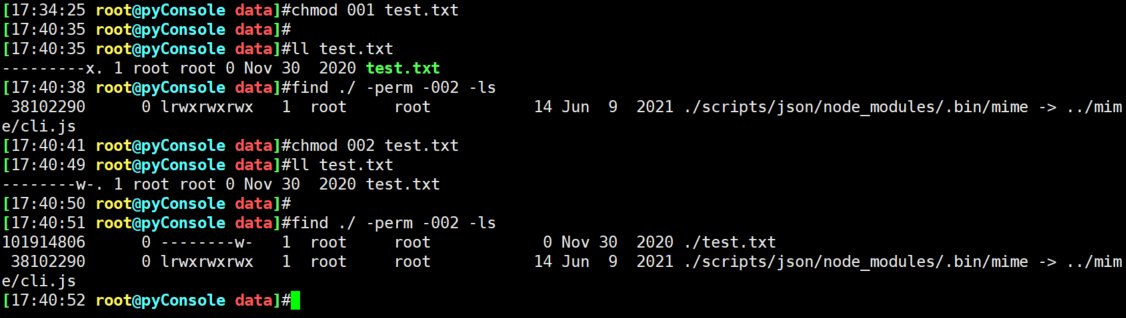 [17:34:25 root@pyConsole data]#chmod 001 test.txt
[17:40:35 root@pyConsole data]#
[17:40:35 root@pyConsole data]#ll test.txt
---------x. 1 root root 0 Nov 30  2020 test.txt
[17:40:38 root@pyConsole data]#find ./ -perm -002 -ls
 38102290      0 lrwxrwxrwx   1  root     root           14 Jun  9  2021 ./scripts/json/node_modules/.bin/mime -> ../mim
e/cli.js
[17:40:41 root@pyConsole data]#chmod 002 test.txt
[17:40:49 root@pyConsole data]#ll test.txt
--------w-. 1 root root 0 Nov 30  2020 test.txt
[17:40:50 root@pyConsole data]#
[17:40:51 root@pyConsole data]#find ./ -perm -002 -ls
101914806      0 --------w-   1  root     root            0 Nov 30  2020 ./test.txt
 38102290      0 lrwxrwxrwx   1  root     root           14 Jun  9  2021 ./scripts/json/node_modules/.bin/mime -> ../mim
e/cli.js
[17:40:52 root@pyConsole data]#